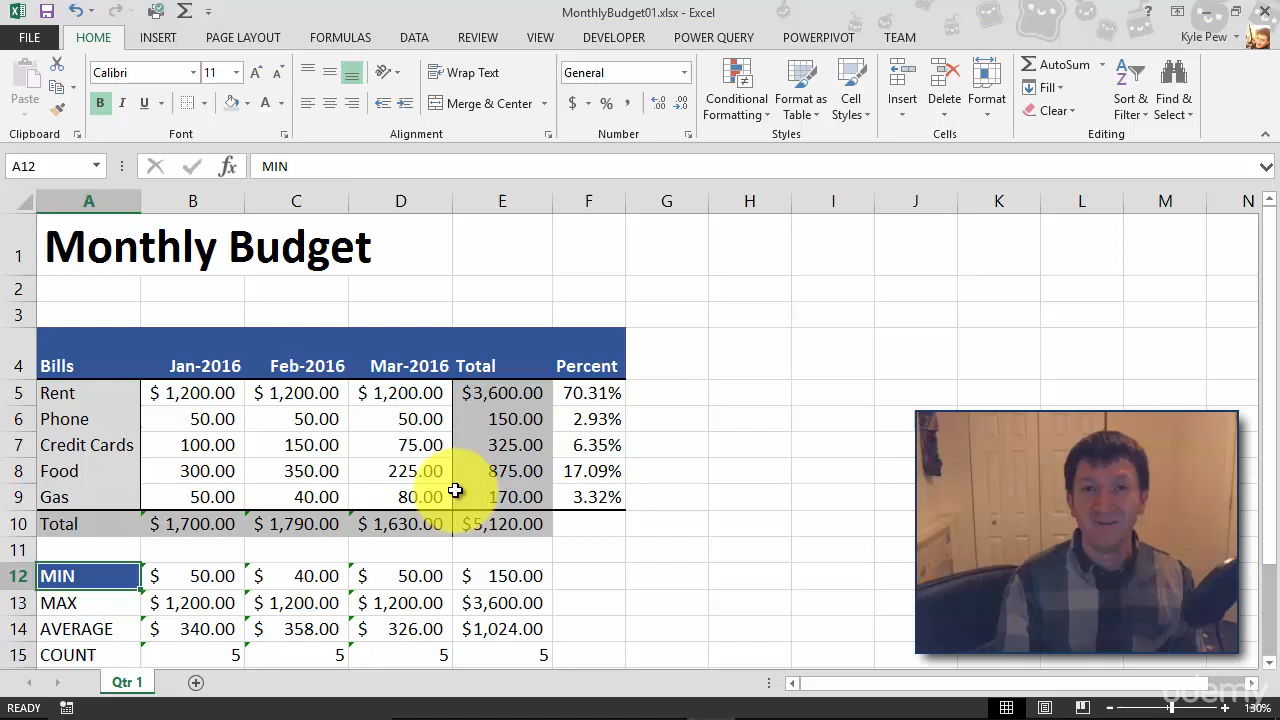 MonthlyBudget01.xlsx - Excel
FILE HOME INSERT PAGE LAYOUT FORMULAS DATA REVIEW VIEW DEVELOPER POWER QUERY POWERPIVOT TEAM Kyle Pew
Paste
Clipboard
Calibri 11
B I U
Font
Wrap Text
Merge & Center
Alignment
General
$ % ,
Number
Conditional Formatting
Format as Table
Cell Styles
Styles
Insert Delete Format
Cells
AutoSum
Fill
Clear
Sort & Filter
Find & Select
Editing
A12 fx MIN
A B C D E F G H I J K L M N
1 Monthly Budget
2
3
4 Bills Jan-2016 Feb-2016 Mar-2016 Total Percent
5 Rent $ 1,200.00 $ 1,200.00 $ 1,200.00 $3,600.00 70.31%
6 Phone 50.00 50.00 50.00 150.00 2.93%
7 Credit Cards 100.00 150.00 75.00 325.00 6.35%
8 Food 300.00 350.00 225.00 875.00 17.09%
9 Gas 50.00 40.00 80.00 170.00 3.32%
10 Total $ 1,700.00 $ 1,790.00 $ 1,630.00 $5,120.00
11
12 MIN $ 50.00 $ 40.00 $ 50.00 $ 150.00
13 MAX $ 1,200.00 $ 1,200.00 $ 1,200.00 $3,600.00
14 AVERAGE $ 340.00 $ 358.00 $ 326.00 $1,024.00
15 COUNT 5 5 5 5
Qtr 1
udemy
READY 130%